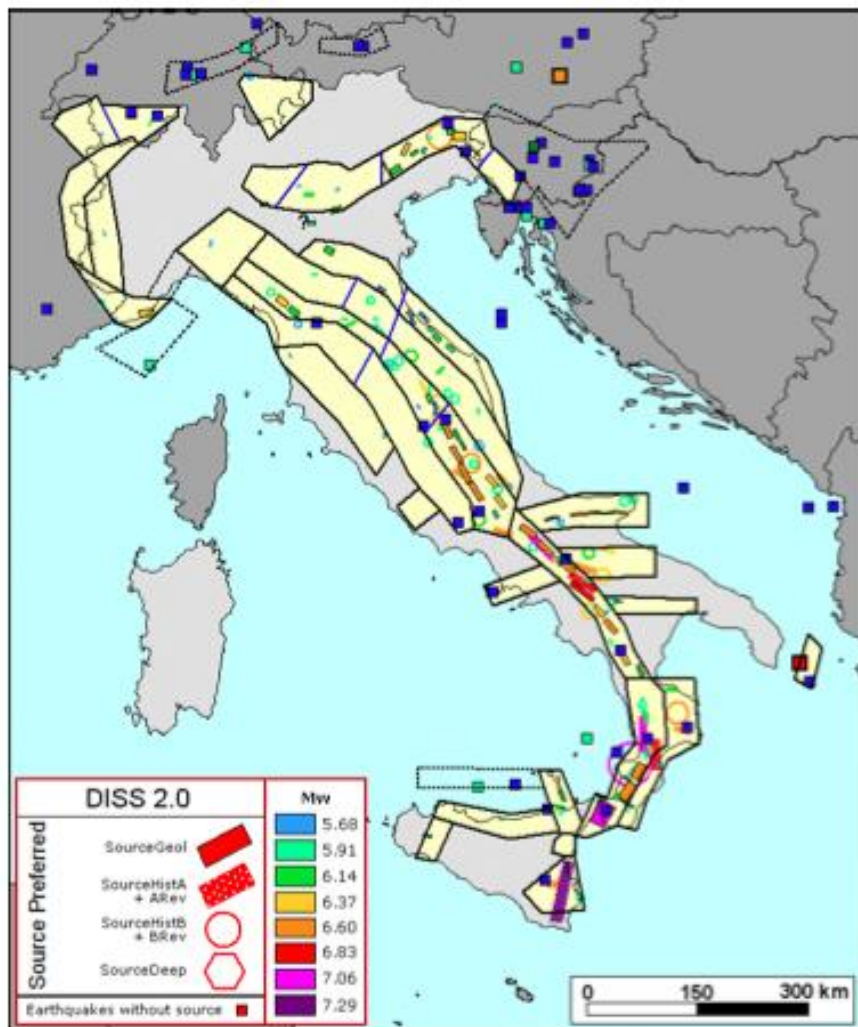 DISS 2.0
Source Preferred
SourceGeol
SourceHistA
+ ARev
SourceHistB
+ BRev
SourceDeep
Earthquakes without source
Mw
5.68
5.91
6.14
6.37
6.60
6.83
7.06
7.29
0 150 300 km